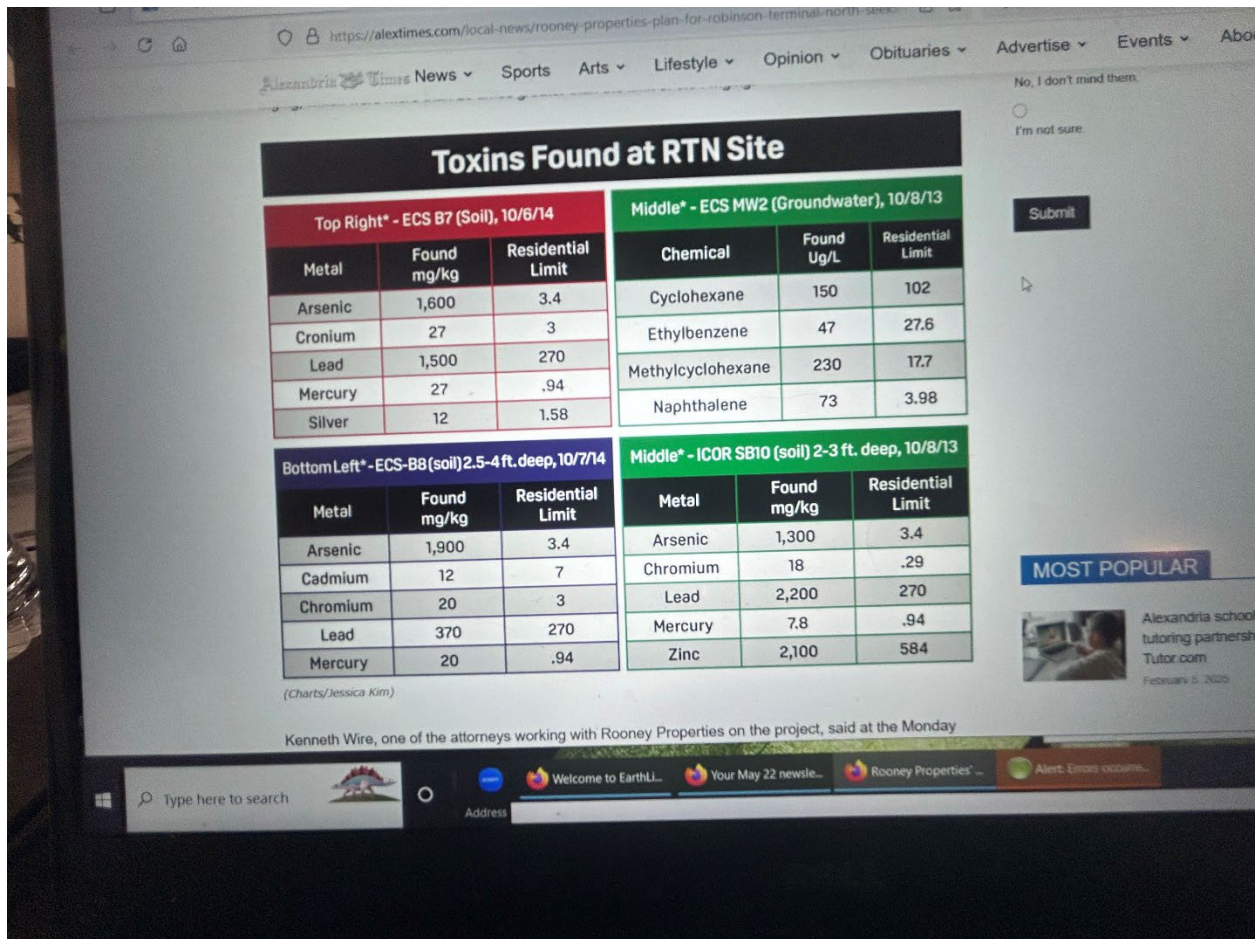 https://alextimes.com/local-news/rooney-properties-plan-for-robinson-terminal-north-seek
Alexandria Times News Sports Arts Lifestyle Opinion Obituaries Advertise Events Abo
No, I don't mind them.
I'm not sure.
Submit
Toxins Found at RTN Site
Top Right* - ECS B7 (Soil), 10/6/14
Metal Found mg/kg Residential Limit
Arsenic 1,600 3.4
Cronium 27 3
Lead 1,500 270
Mercury 27 .94
Silver 12 1.58
Middle* - ECS MW2 (Groundwater), 10/8/13
Chemical Found Ug/L Residential Limit
Cyclohexane 150 102
Ethylbenzene 47 27.6
Methylcyclohexane 230 17.7
Naphthalene 73 3.98
Bottom Left* - ECS-B8 (soil) 2.5-4 ft. deep, 10/7/14
Metal Found mg/kg Residential Limit
Arsenic 1,900 3.4
Cadmium 12 7
Chromium 20 3
Lead 370 270
Mercury 20 .94
Middle* - ICOR SB10 (soil) 2-3 ft. deep, 10/8/13
Metal Found mg/kg Residential Limit
Arsenic 1,300 3.4
Chromium 18 .29
Lead 2,200 270
Mercury 7.8 .94
Zinc 2,100 584
(Charts/Jessica Kim)
Kenneth Wire, one of the attorneys working with Rooney Properties on the project, said at the Monday
MOST POPULAR
Alexandria school
tutoring partnersh
Tutor.com
February 5, 2025
Type here to search
Address
Welcome to EarthLi...
Your May 22 newsle...
Rooney Properties' ...
Alert: Errors occurre...